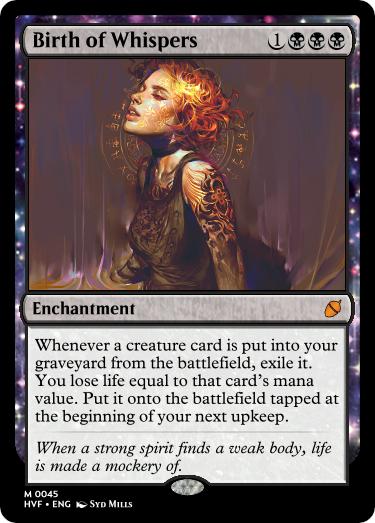 Birth of Whispers 1
Enchantment
Whenever a creature card is put into your
graveyard from the battlefield, exile it.
You lose life equal to that card's mana
value. Put it onto the battlefield tapped at
the beginning of your next upkeep.
When a strong spirit finds a weak body, life
is made a mockery of.
M 0045
HVF • ENG Syd Mills